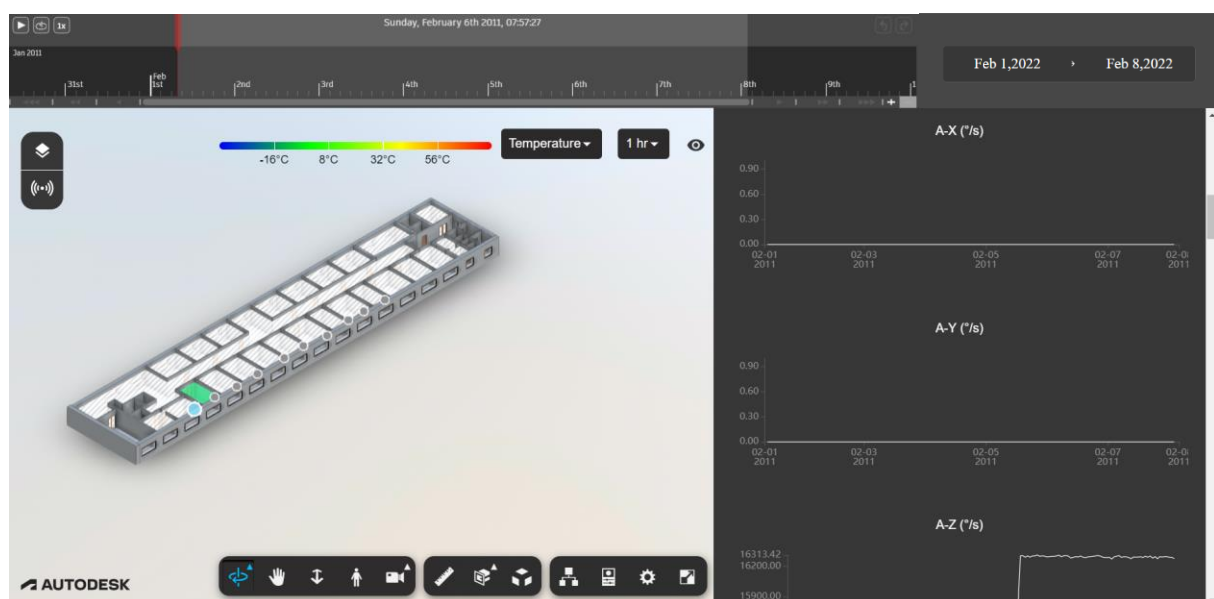 1x
Sunday, February 6th 2011, 07:57:27
Jan 2011
31st
Feb
1st
2nd
3rd
4th
5th
6th
7th
8th
9th
Feb 1,2022 › Feb 8,2022
Temperature
1 hr
-16°C 8°C 32°C 56°C
A-X (°/s)
0.90
0.60
0.30
0.00
02-01 02-03 02-05 02-07
2011 2011 2011 2011 2011
A-Y (°/s)
0.90
0.60
0.30
0.00
02-01 02-03 02-05 02-07
2011 2011 2011 2011 2011
A-Z (°/s)
16313.42
16200.00
15900.00
AUTODESK